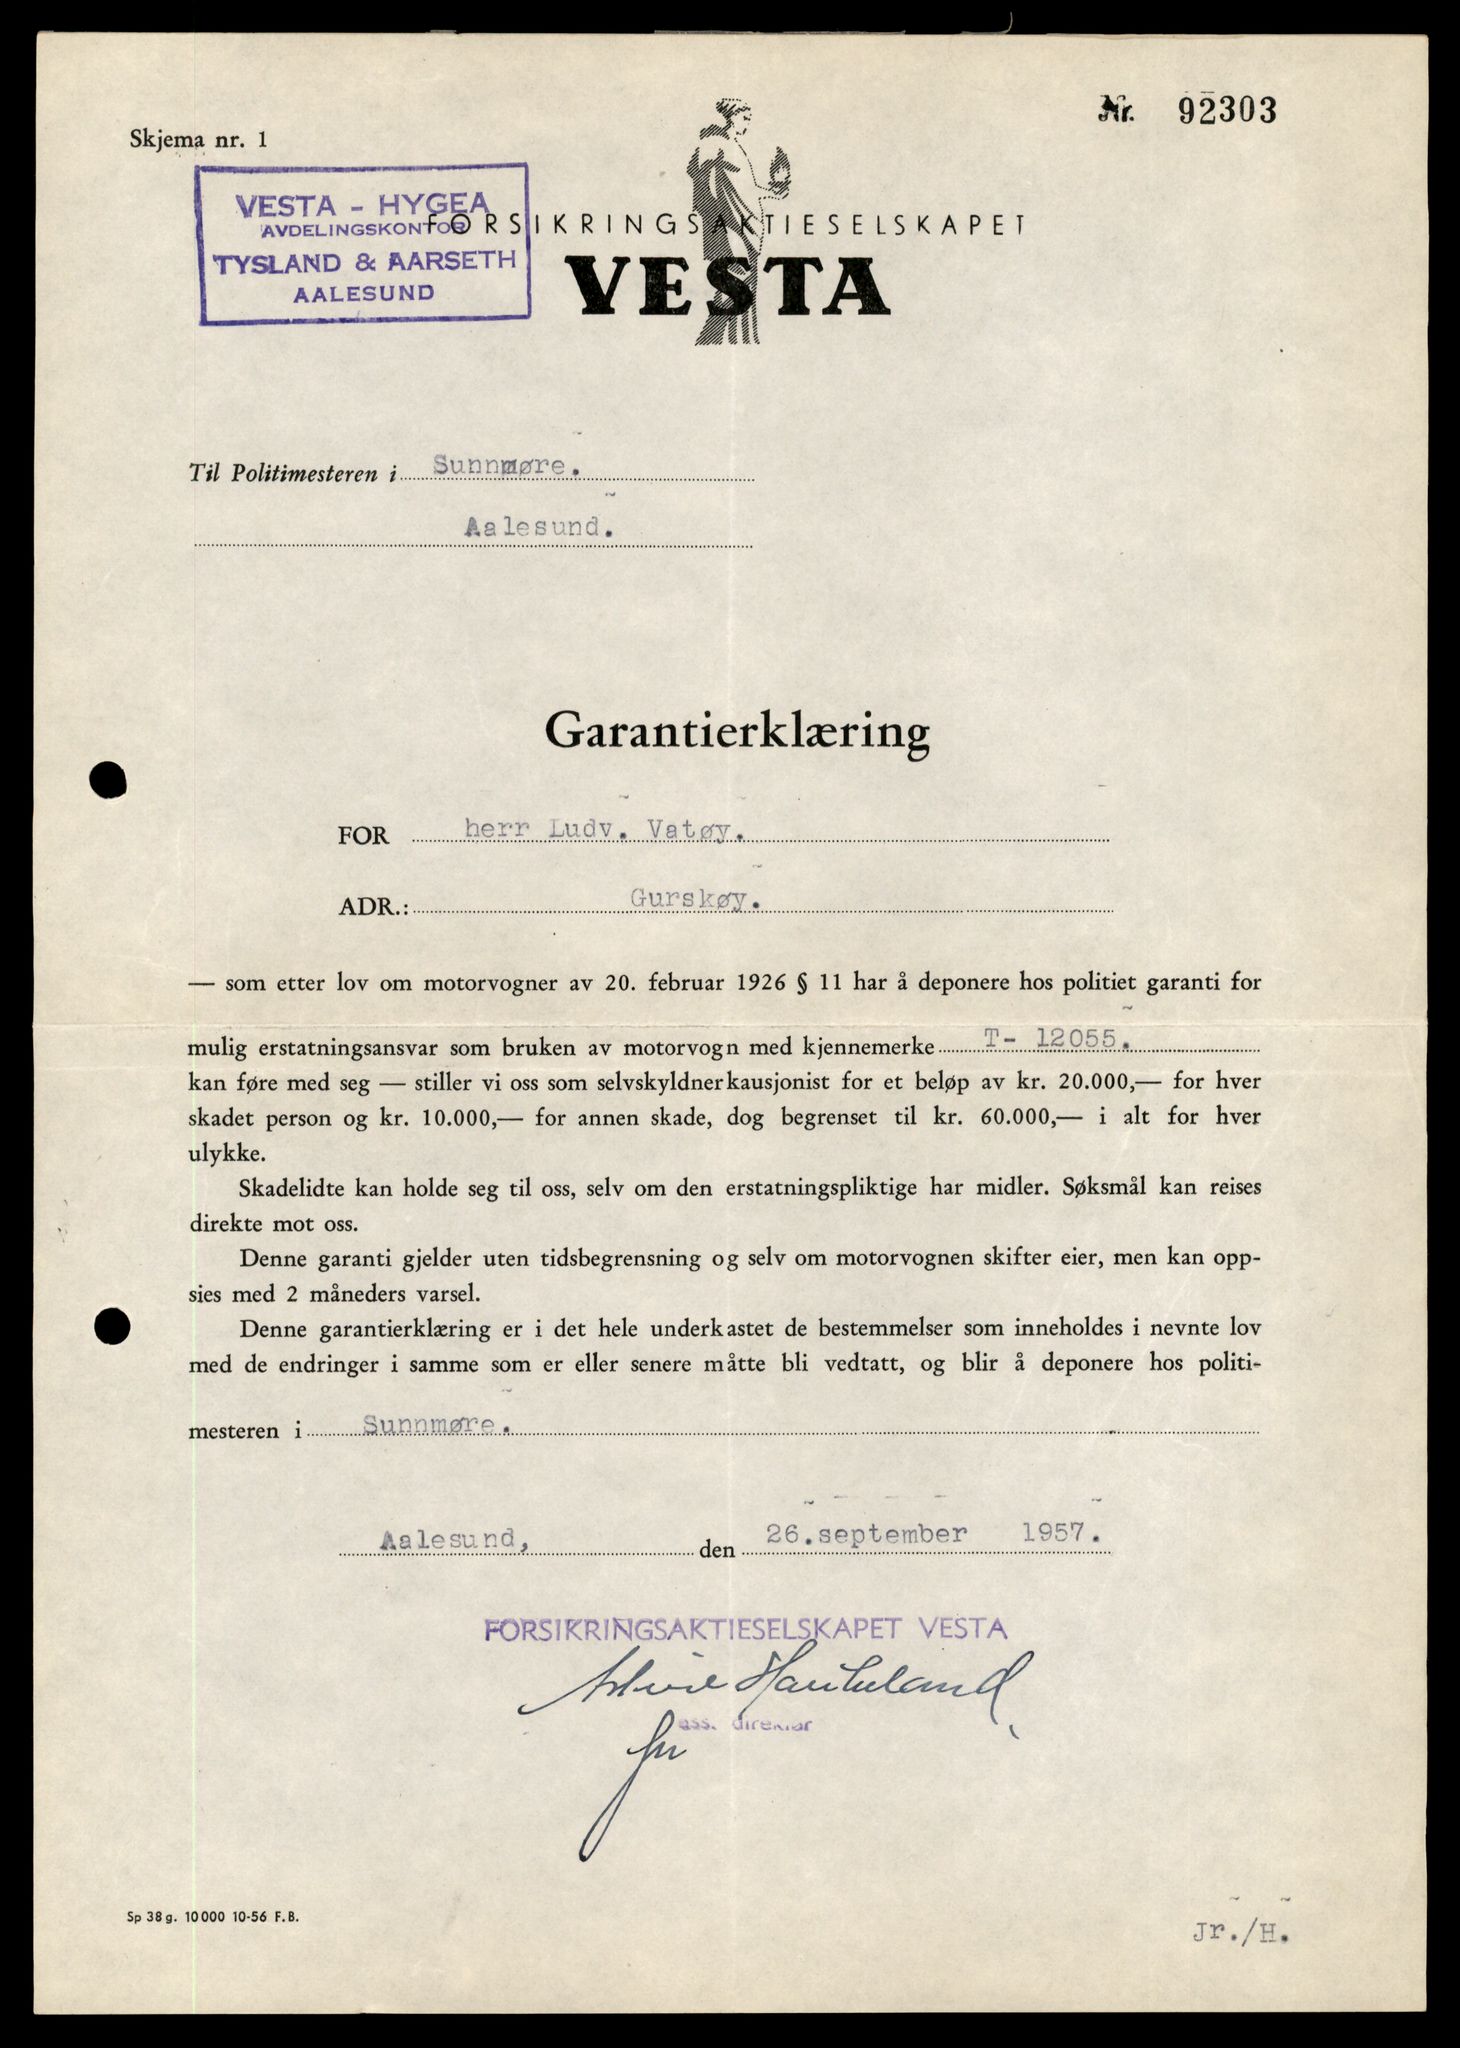 Nr. 92303
Skjema nr. 1
VESTA - HYGEA
AVDELINGSKONTOR
TYSLAND & AARSETH
AALESUND
FORSIKRINGSAKTIESELSKAPET
VESTA
Til Politimesteren i Sunnmøre.
Aalesund.
Garantierklæring
FOR herr Ludv. Vatøy.
ADR.: Gurskøy.
— som etter lov om motorvogner av 20. februar 1926 § 11 har å deponere hos politiet garanti for
mulig erstatningsansvar som bruken av motorvogn med kjennemerke T- 12055.
kan føre med seg — stiller vi oss som selvskyldnerkausjonist for et beløp av kr. 20.000,— for hver
skadet person og kr. 10.000,— for annen skade, dog begrenset til kr. 60.000,— i alt for hver
ulykke.
Skadelidte kan holde seg til oss, selv om den erstatningspliktige har midler. Søksmål kan reises
direkte mot oss.
Denne garanti gjelder uten tidsbegrensning og selv om motorvognen skifter eier, men kan opp-
sies med 2 måneders varsel.
Denne garantierklæring er i det hele underkastet de bestemmelser som inneholdes i nevnte lov
med de endringer i samme som er eller senere måtte bli vedtatt, og blir å deponere hos politi-
mesteren i Sunnmøre.
Aalesund, den 26.september 1957.
FORSIKRINGSAKTIESELSKAPET VESTA
Haukeland
ass. direktør
Sp 38 g. 10 000 10-56 F. B.
Jr./H.